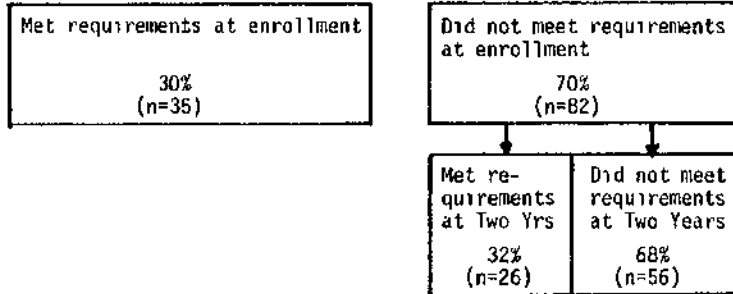 Met requirements at enrollment
30%
(n=35)
Did not meet requirements
at enrollment
70%
(n=82)
Met re-
quirements
at Two Yrs
32%
(n=26)
Did not meet
requirements
at Two Years
68%
(n=56)